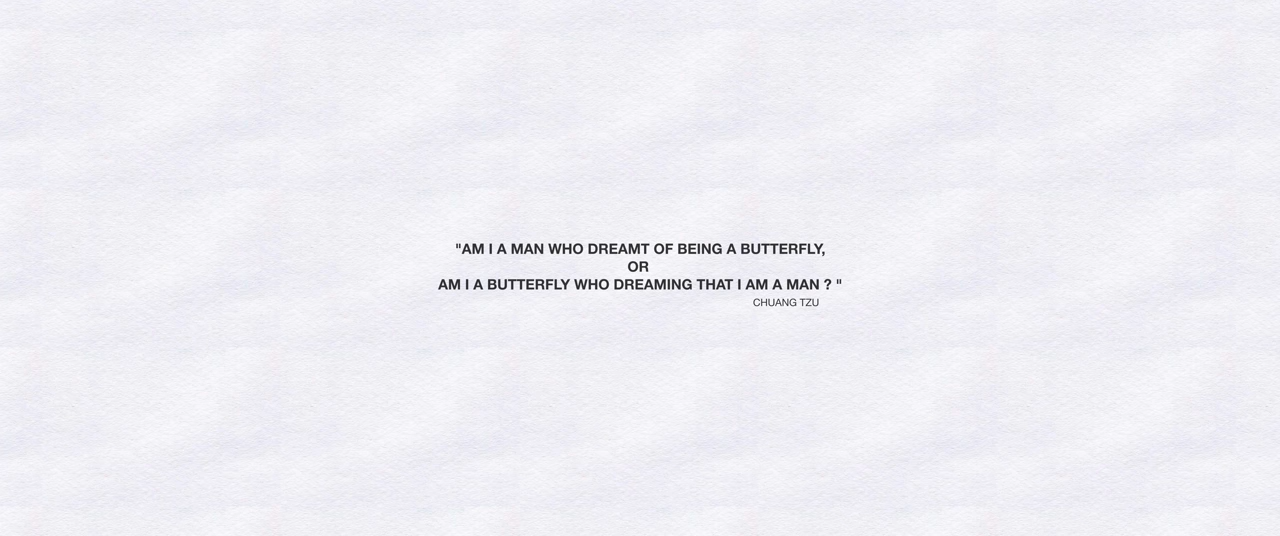 "AM I A MAN WHO DREAMT OF BEING A BUTTERFLY,
OR
AM I A BUTTERFLY WHO DREAMING THAT I AM A MAN ? "
CHUANG TZU